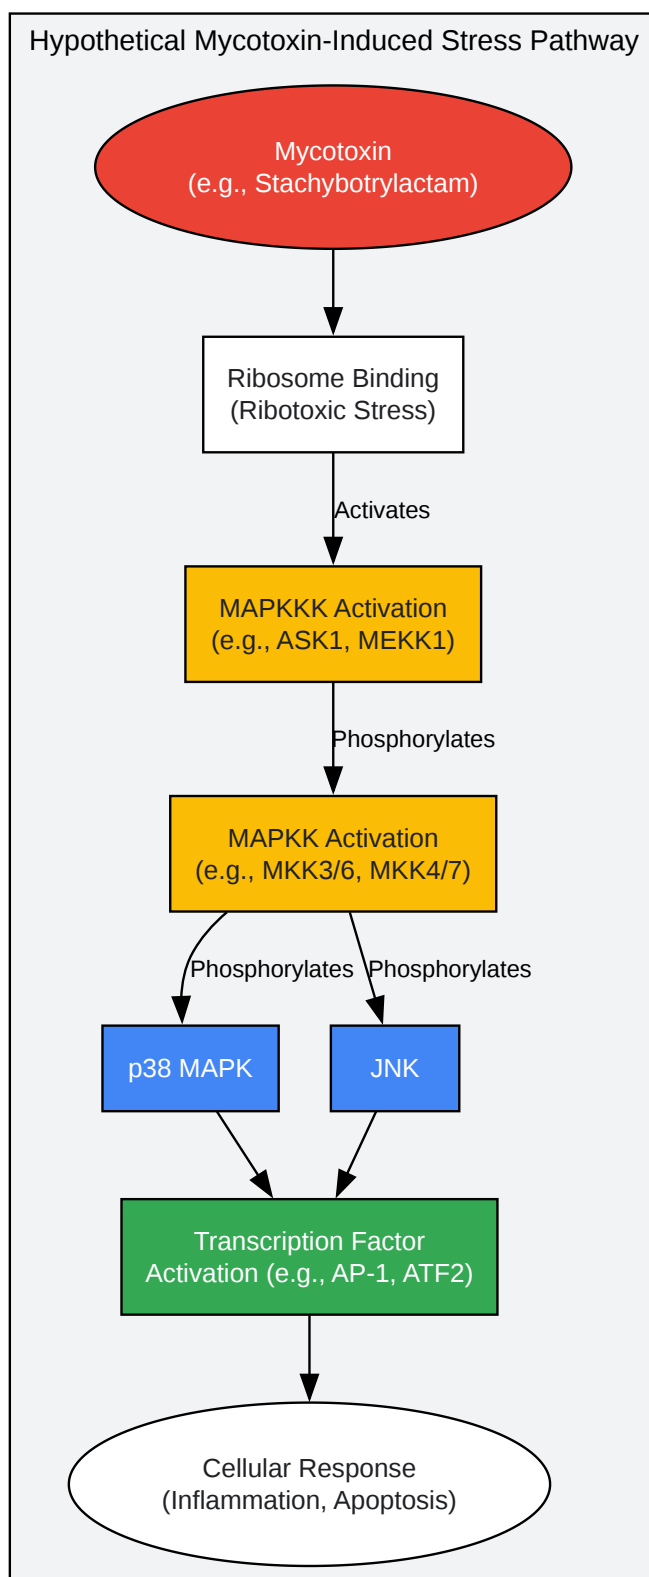 Hypothetical Mycotoxin-Induced Stress Pathway
Mycotoxin
(e.g., Stachybotrylactam)
Ribosome Binding
(Ribotoxic Stress)
Activates
MAPKKK Activation
(e.g., ASK1, MEKK1)
Phosphorylates
MAPKK Activation
(e.g., MKK3/6, MKK4/7)
Phosphorylates
Phosphorylates
p38 MAPK
JNK
Transcription Factor
Activation (e.g., AP-1, ATF2)
Cellular Response
(Inflammation, Apoptosis)